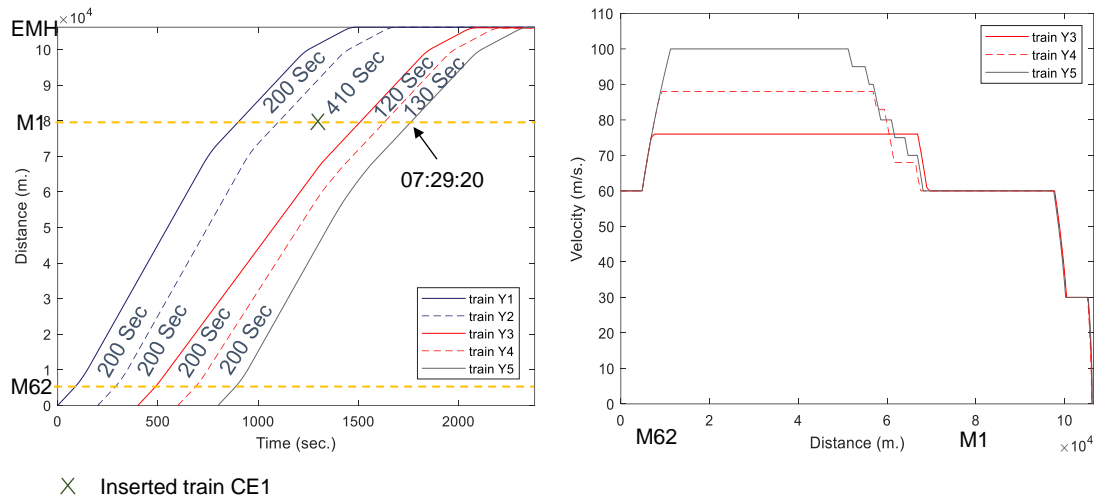 EMH
×10⁴
10
9
M1
8
7
6
5
4
3
2
1
M62
0
Distance (m.)
200 Sec
410 Sec
120 Sec
130 Sec
07:29:20
200 Sec
200 Sec
200 Sec
200 Sec
train Y1
train Y2
train Y3
train Y4
train Y5
0
500
1000
1500
2000
Time (sec.)
X Inserted train CE1
110
100
90
80
70
60
50
40
30
20
10
0
Velocity (m/s.)
train Y3
train Y4
train Y5
0
2
4
6
8
10
×10⁴
M62
Distance (m.)
M1